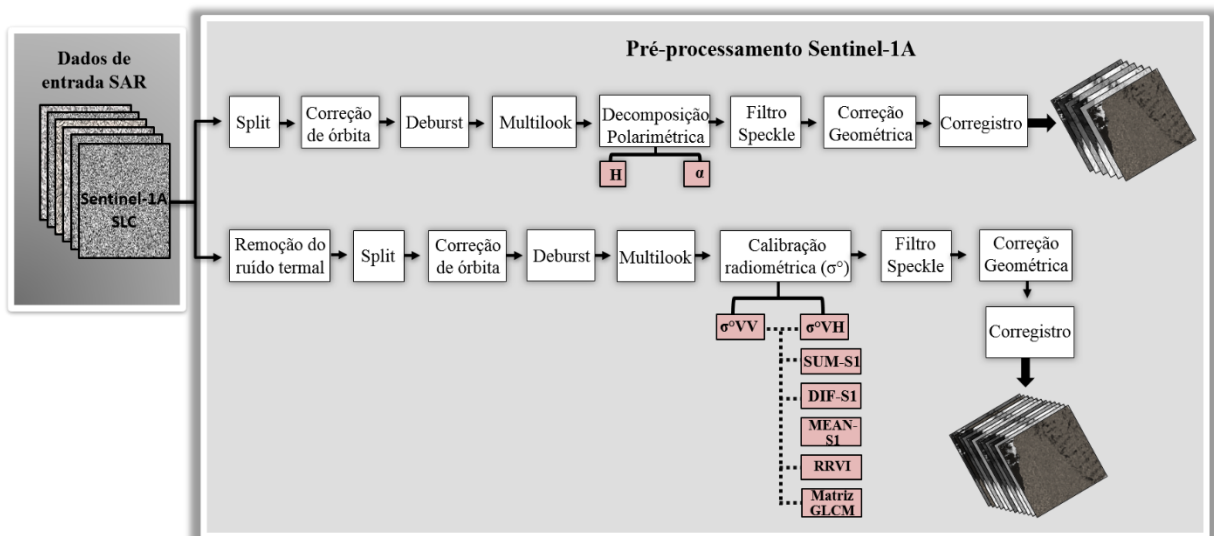 Dados de
entrada SAR
Sentinel-1A
SLC
Pré-processamento Sentinel-1A
Split
Correção
de órbita
Deburst
Multilook
Decomposição
Polarimétrica
Filtro
Speckle
Correção
Geométrica
Corregistro
H
α
Remoção do
ruído termal
Split
Correção
de órbita
Deburst
Multilook
Calibração
radiométrica (σ°)
Filtro
Speckle
Correção
Geométrica
Corregistro
σ°VV
σ°VH
SUM-S1
DIF-S1
MEAN-
S1
RRVI
Matriz
GLCM